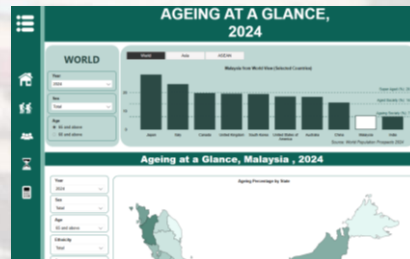 AGEING AT A GLANCE,
2024
WORLD
World Asia ASEAN
Malaysia from World View (Selected Countries)
Year
2024
Sex
Total
Age
60 and above
65 and above
Japan Italy Canada United Kingdom South Korea United States of America Australia China Malaysia India
Source: World Population Prospects 2024
Ageing at a Glance, Malaysia , 2024
Year
2024
Sex
Total
Age
65 and above
Ethnicity
Total
Ageing Percentage by State